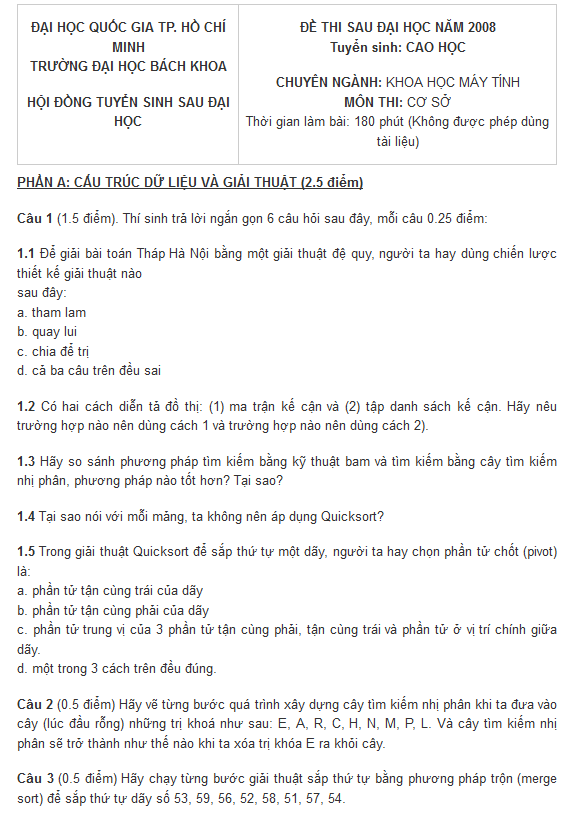 ĐẠI HỌC QUỐC GIA TP. HỒ CHÍ
MINH
TRƯỜNG ĐẠI HỌC BÁCH KHOA
HỘI ĐỒNG TUYỂN SINH SAU ĐẠI
HỌC
ĐỀ THI SAU ĐẠI HỌC NĂM 2008
Tuyển sinh: CAO HỌC
CHUYÊN NGÀNH: KHOA HỌC MÁY TÍNH
MÔN THI: CƠ SỞ
Thời gian làm bài: 180 phút (Không được phép dùng
tài liệu)
PHẦN A: CẤU TRÚC DỮ LIỆU VÀ GIẢI THUẬT (2.5 điểm)
Câu 1 (1.5 điểm). Thí sinh trả lời ngắn gọn 6 câu hỏi sau đây, mỗi câu 0.25 điểm:
1.1 Để giải bài toán Tháp Hà Nội bằng một giải thuật đệ quy, người ta hay dùng chiến lược
thiết kế giải thuật nào
sau đây:
a. tham lam
b. quay lui
c. chia để trị
d. cả ba câu trên đều sai
1.2 Có hai cách diễn tả đồ thị: (1) ma trận kế cận và (2) tập danh sách kế cận. Hãy nêu
trường hợp nào nên dùng cách 1 và trường hợp nào nên dùng cách 2).
1.3 Hãy so sánh phương pháp tìm kiếm bằng kỹ thuật bam và tìm kiếm bằng cây tìm kiếm
nhị phân, phương pháp nào tốt hơn? Tại sao?
1.4 Tại sao nói với mỗi mảng, ta không nên áp dụng Quicksort?
1.5 Trong giải thuật Quicksort để sắp thứ tự một dãy, người ta hay chọn phần tử chốt (pivot)
là:
a. phần tử tận cùng trái của dãy
b. phần tử tận cùng phải của dãy
c. phần tử trung vị của 3 phần tử tận cùng phải, tận cùng trái và phần tử ở vị trí chính giữa
dãy.
d. một trong 3 cách trên đều đúng.
Câu 2 (0.5 điểm) Hãy vẽ từng bước quá trình xây dựng cây tìm kiếm nhị phân khi ta đưa vào
cây (lúc đầu rỗng) những trị khoá như sau: E, A, R, C, H, N, M, P, L. Và cây tìm kiếm nhị
phân sẽ trở thành như thế nào khi ta xóa trị khóa E ra khỏi cây.
Câu 3 (0.5 điểm) Hãy chạy từng bước giải thuật sắp thứ tự bằng phương pháp trộn (merge
sort) để sắp thứ tự dãy số 53, 59, 56, 52, 58, 51, 57, 54.